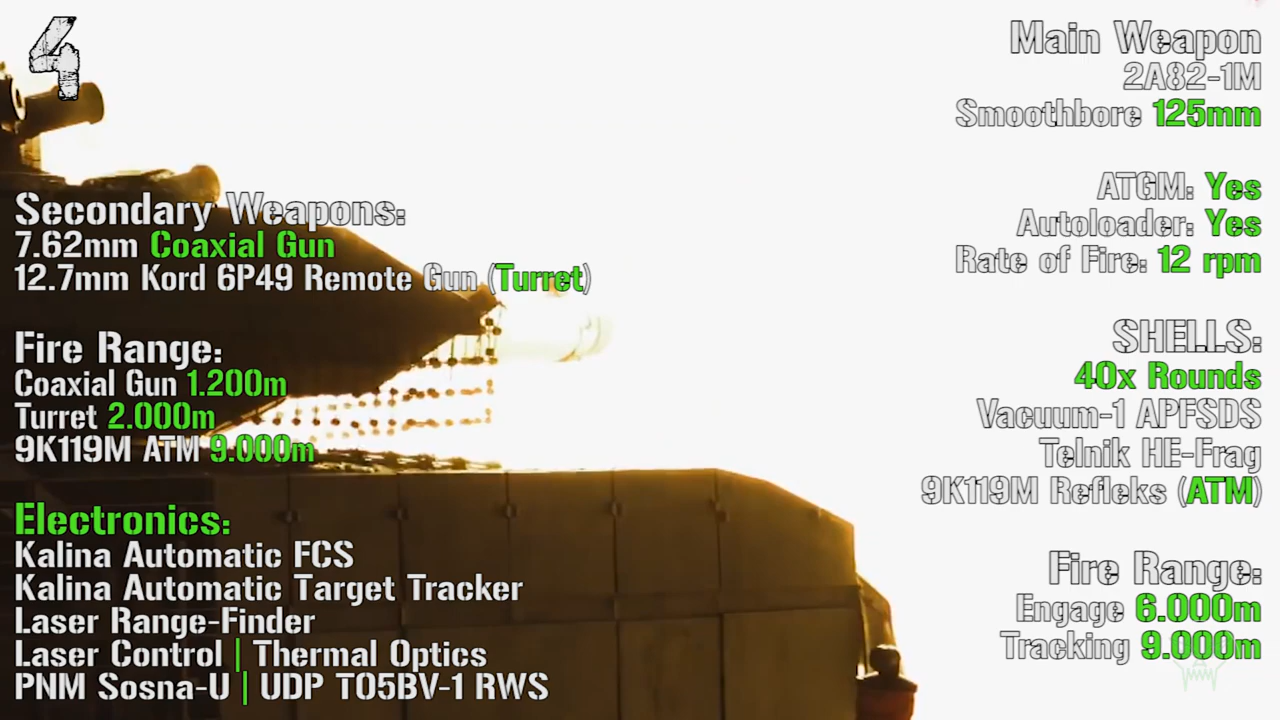 4
Secondary Weapons:
7.62mm Coaxial Gun
12.7mm Kord 6P49 Remote Gun (Turret)
Fire Range:
Coaxial Gun 1.200m
Turret 2.000m
9K119M ATM 9.000m
Electronics:
Kalina Automatic FCS
Kalina Automatic Target Tracker
Laser Range-Finder
Laser Control | Thermal Optics
PNM Sosna-U | UDP T05BV-1 RWS
Main Weapon
2A82-1M
Smoothbore 125mm
ATGM: Yes
Autoloader: Yes
Rate of Fire: 12 rpm
SHELLS:
40x Rounds
Vacuum-1 APFSDS
Telnik HE-Frag
9K119M Refleks (ATM)
Fire Range:
Engage 6.000m
Tracking 9.000m